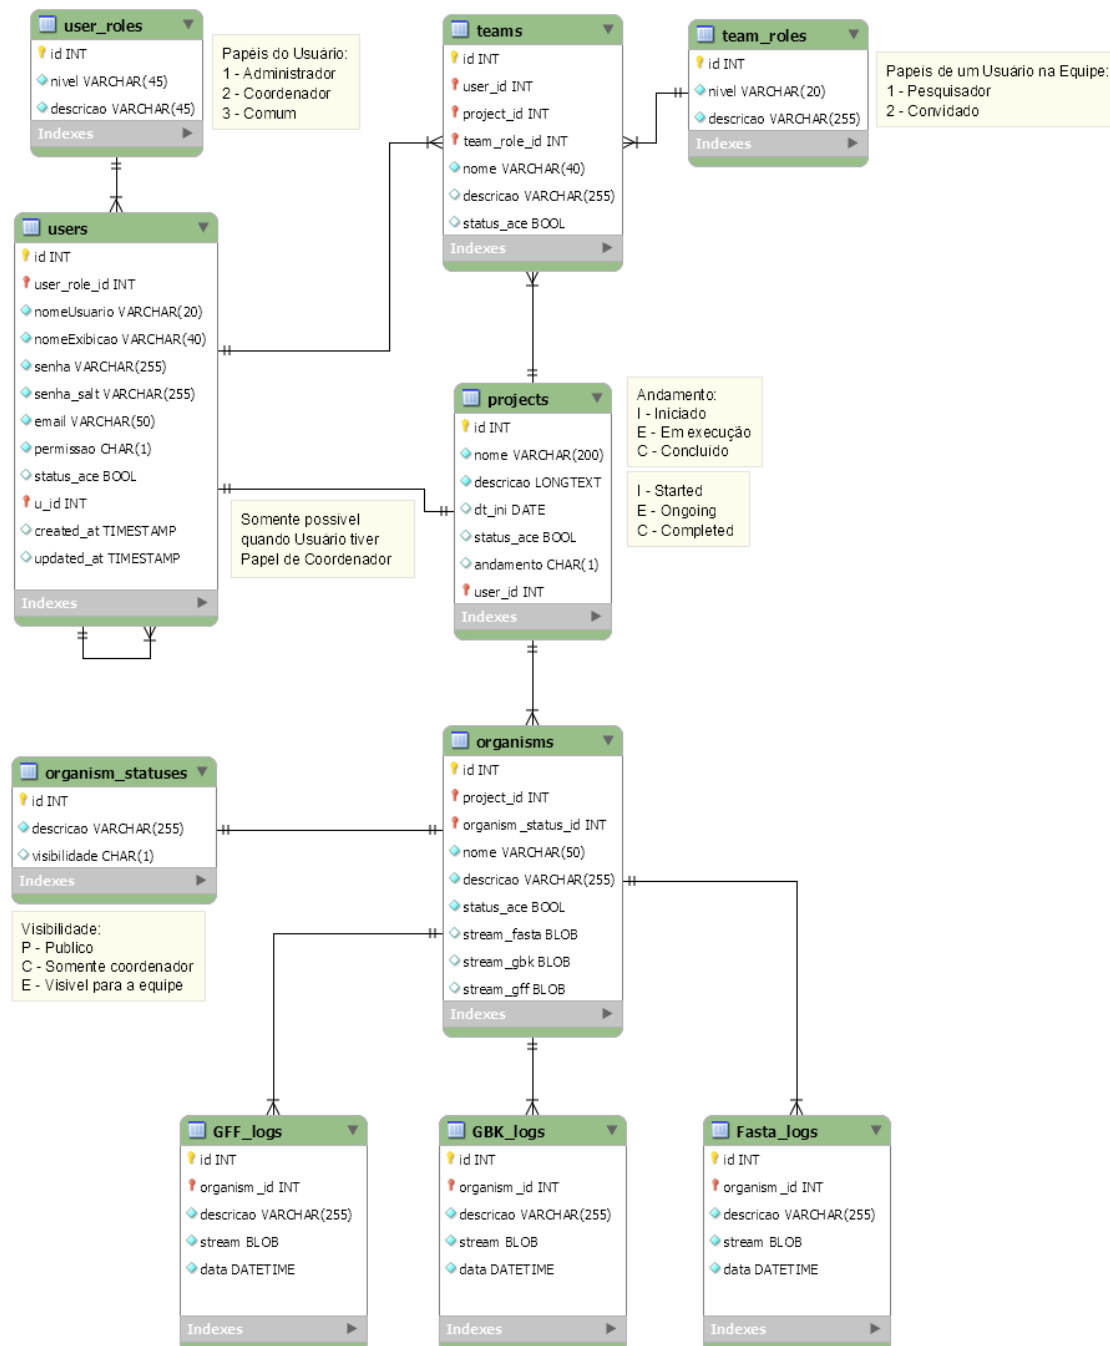 user_roles
id INT
nivel VARCHAR(45)
descricao VARCHAR(45)
Indexes
Papéis do Usuário:
1 - Administrador
2 - Coordenador
3 - Comum
teams
id INT
user_id INT
project_id INT
team_role_id INT
nome VARCHAR(40)
descricao VARCHAR(255)
status_ace BOOL
Indexes
team_roles
id INT
nivel VARCHAR(20)
descricao VARCHAR(255)
Indexes
Papeis de um Usuário na Equipe:
1 - Pesquisador
2 - Convidado
users
id INT
user_role_id INT
nomeUsuario VARCHAR(20)
nomeExibicao VARCHAR(40)
senha VARCHAR(255)
senha_salt VARCHAR(255)
email VARCHAR(50)
permissao CHAR(1)
status_ace BOOL
u_id INT
created_at TIMESTAMP
updated_at TIMESTAMP
Indexes
Somente possivel
quando Usuário tiver
Papel de Coordenador
projects
id INT
nome VARCHAR(200)
descricao LONGTEXT
dt_ini DATE
status_ace BOOL
andamento CHAR(1)
user_id INT
Indexes
Andamento:
I - Iniciado
E - Em execução
C - Concluído
I - Started
E - Ongoing
C - Completed
organism_statuses
id INT
descricao VARCHAR(255)
visibilidade CHAR(1)
Indexes
Visibilidade:
P - Publico
C - Somente coordenador
E - Visivel para a equipe
organisms
id INT
project_id INT
organism_status_id INT
nome VARCHAR(50)
descricao VARCHAR(255)
status_ace BOOL
stream_fasta BLOB
stream_gbk BLOB
stream_gff BLOB
Indexes
GFF_logs
id INT
organism_id INT
descricao VARCHAR(255)
stream BLOB
data DATETIME
Indexes
GBK_logs
id INT
organism_id INT
descricao VARCHAR(255)
stream BLOB
data DATETIME
Indexes
Fasta_logs
id INT
organism_id INT
descricao VARCHAR(255)
stream BLOB
data DATETIME
Indexes